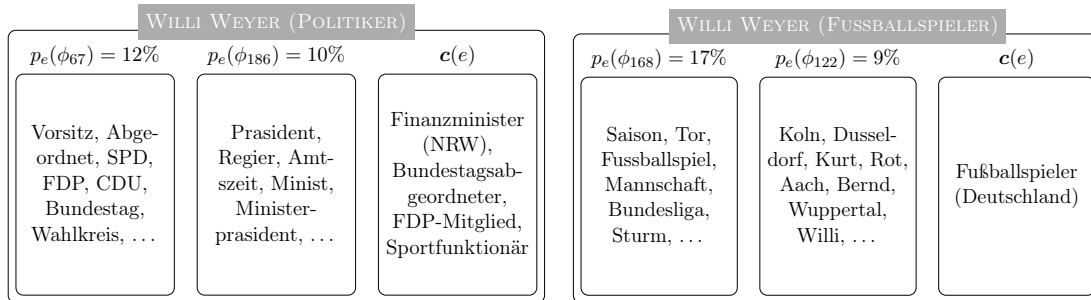 WILLI WEYER (POLITIKER)
p_e(ϕ_67) = 12%
p_e(ϕ_186) = 10%
c(e)
Vorsitz, Abge-
ordnet, SPD,
FDP, CDU,
Bundestag,
Wahlkreis, …
Prasident,
Regier, Amt-
szeit, Minist,
Minister-
prasident, …
Finanzminister
(NRW),
Bundestagsab-
geordneter,
FDP-Mitglied,
Sportfunktionär
WILLI WEYER (FUSSBALLSPIELER)
p_e(ϕ_168) = 17%
p_e(ϕ_122) = 9%
c(e)
Saison, Tor,
Fussballspiel,
Mannschaft,
Bundesliga,
Sturm, …
Koln, Dussel-
dorf, Kurt, Rot,
Aach, Bernd,
Wuppertal,
Willi, …
Fußballspieler
(Deutschland)